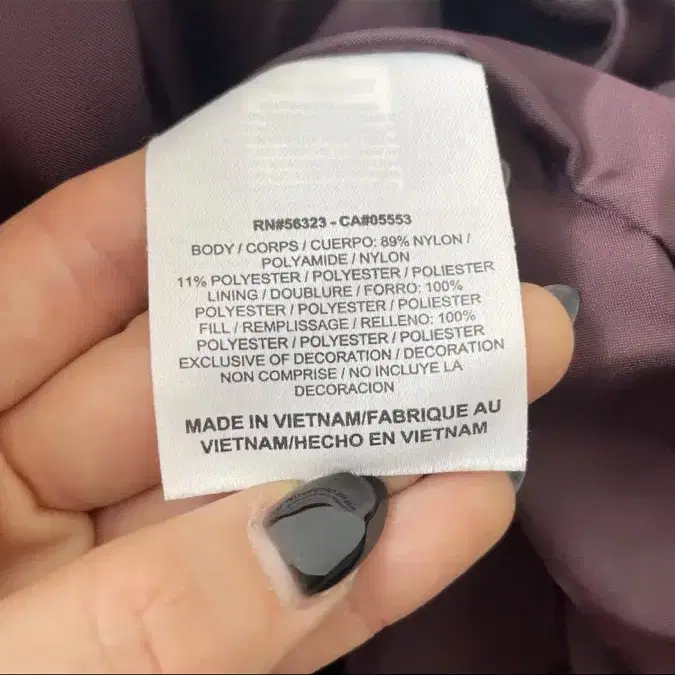 RN#56323 - CA#05553
BODY / CORPS / CUERPO: 89% NYLON /
POLYAMIDE / NYLON
11% POLYESTER / POLYESTER / POLIESTER
LINING / DOUBLURE / FORRO: 100%
POLYESTER / POLYESTER / POLIESTER
FILL / REMPLISSAGE / RELLENO: 100%
POLYESTER / POLYESTER / POLIESTER
EXCLUSIVE OF DECORATION / DECORATION
NON COMPRISE / NO INCLUYE LA
DECORACION
MADE IN VIETNAM/FABRIQUE AU
VIETNAM/HECHO EN VIETNAM